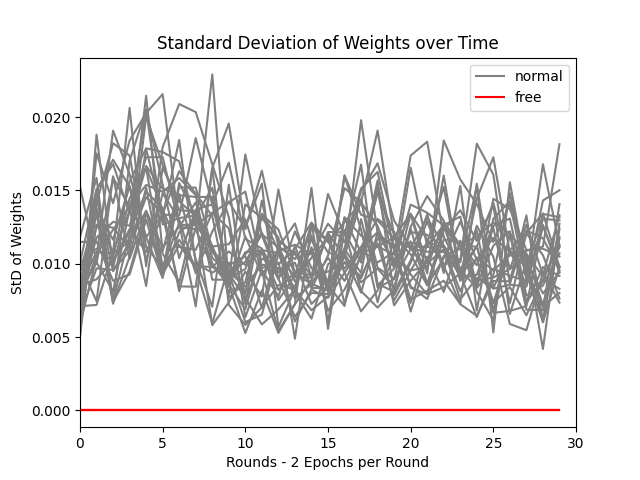 Standard Deviation of Weights over Time
normal
free
StD of Weights
0.020
0.015
0.010
0.005
0.000
0 5 10 15 20 25 30
Rounds - 2 Epochs per Round